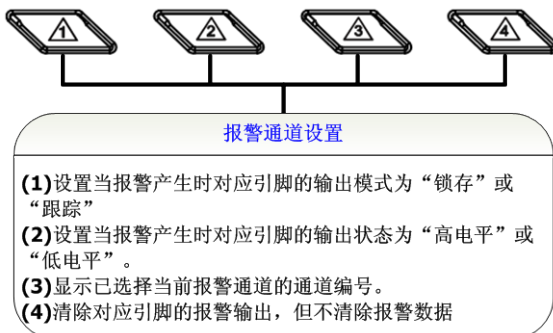 1 2 3 4
报警通道设置
(1)设置当报警产生时对应引脚的输出模式为“锁存”或
“跟踪”
(2)设置当报警产生时对应引脚的输出状态为“高电平”或
“低电平”。
(3)显示已选择当前报警通道的通道编号。
(4)清除对应引脚的报警输出，但不清除报警数据